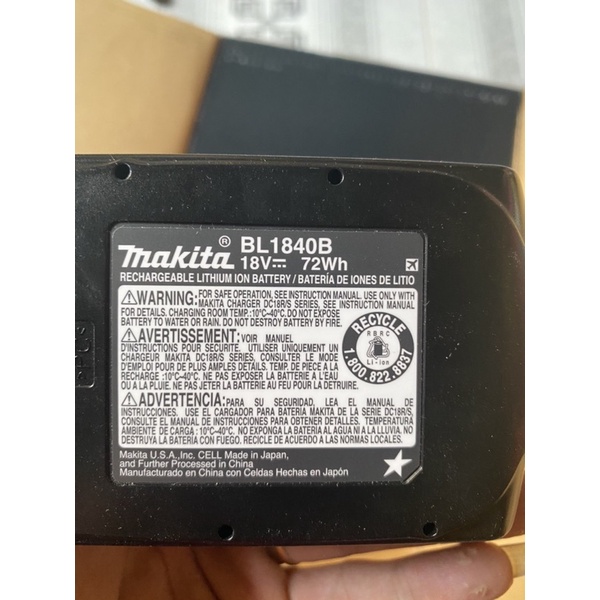 makita® BL1840B
18V⎓ 72Wh
RECHARGEABLE LITHIUM ION BATTERY / BATERÍA DE IONES DE LITIO
⚠WARNING: FOR SAFE OPERATION, SEE INSTRUCTION MANUAL. USE ONLY WITH
MAKITA CHARGER DC18R/S SERIES, SEE INSTRUCTION MANUAL
FOR DETAILS. CHARGING ROOM TEMP.:10°C-40°C. DO NOT EXPOSE
BATTERY TO WATER OR RAIN. DO NOT DESTROY BATTERY BY FIRE.
⚠AVERTISSEMENT: VOIR MANUEL
D'INSTRUCTIONS POUR SECURITÉ. UTILISER UNIQUEMENT UN
CHARGEUR MAKITA DC18R/S SERIES, CONSULTER LE MODE
D'EMPLOI POUR DE PLUS AMPLES DÉTAILS. TEMP. DE PIECE A LA
RECHARGE :10°C-40°C. NE PAS EXPOSER LA BATTERIE A L'EAU
OU A LA PLUIE. NE PAS JETER LA BATTERIE AU FEU POUR LA DETRUIRE.
RECYCLE
RBRC
Li-ion
1.800.822.8837
⚠ADVERTENCIA: PARA SU SEGURIDAD, LEA EL MANUAL DE
INSTRUCCIONES. USE EL CARGADOR PARA BATERÍA MAKITA DE LA SERIE DC18R/S,
CONSULTE EL MANUAL DE INSTRUCCIONES PARA OBTENER DETALLES. TEMPERATURA
AMBIENTE DE CARGA :10°C-40°C. NO EXPONGA LA BATERÍA AL AGUA NI A LA LLUVIA. NO
DESTRUYA LA BATERÍA CON FUEGO. RECICLE DE ACUERDO A LAS NORMAS LOCALES.
Makita U.S.A.,Inc. CELL Made in Japan,
and Further Processed in China
Manufacturado en China con Celdas Hechas en Japón